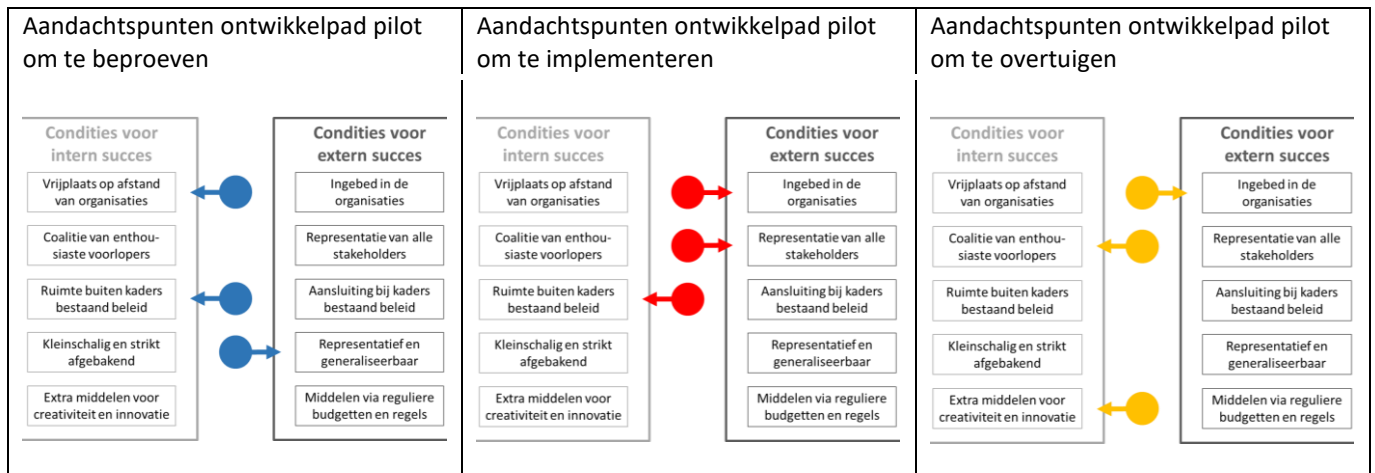 Aandachtspunten ontwikkelpad pilot
om te beproeven
Condities voor
intern succes
Vrijplaats op afstand
van organisaties
Coalitie van enthou-
siaste voorlopers
Ruimte buiten kaders
bestaand beleid
Kleinschalig en strikt
afgebakend
Extra middelen voor
creativiteit en innovatie
Condities voor
extern succes
Ingebed in de
organisaties
Representatie van alle
stakeholders
Aansluiting bij kaders
bestaand beleid
Representatief en
generaliseerbaar
Middelen via reguliere
budgetten en regels
Aandachtspunten ontwikkelpad pilot
om te implementeren
Condities voor
intern succes
Vrijplaats op afstand
van organisaties
Coalitie van enthou-
siaste voorlopers
Ruimte buiten kaders
bestaand beleid
Kleinschalig en strikt
afgebakend
Extra middelen voor
creativiteit en innovatie
Condities voor
extern succes
Ingebed in de
organisaties
Representatie van alle
stakeholders
Aansluiting bij kaders
bestaand beleid
Representatief en
generaliseerbaar
Middelen via reguliere
budgetten en regels
Aandachtspunten ontwikkelpad pilot
om te overtuigen
Condities voor
intern succes
Vrijplaats op afstand
van organisaties
Coalitie van enthou-
siaste voorlopers
Ruimte buiten kaders
bestaand beleid
Kleinschalig en strikt
afgebakend
Extra middelen voor
creativiteit en innovatie
Condities voor
extern succes
Ingebed in de
organisaties
Representatie van alle
stakeholders
Aansluiting bij kaders
bestaand beleid
Representatief en
generaliseerbaar
Middelen via reguliere
budgetten en regels